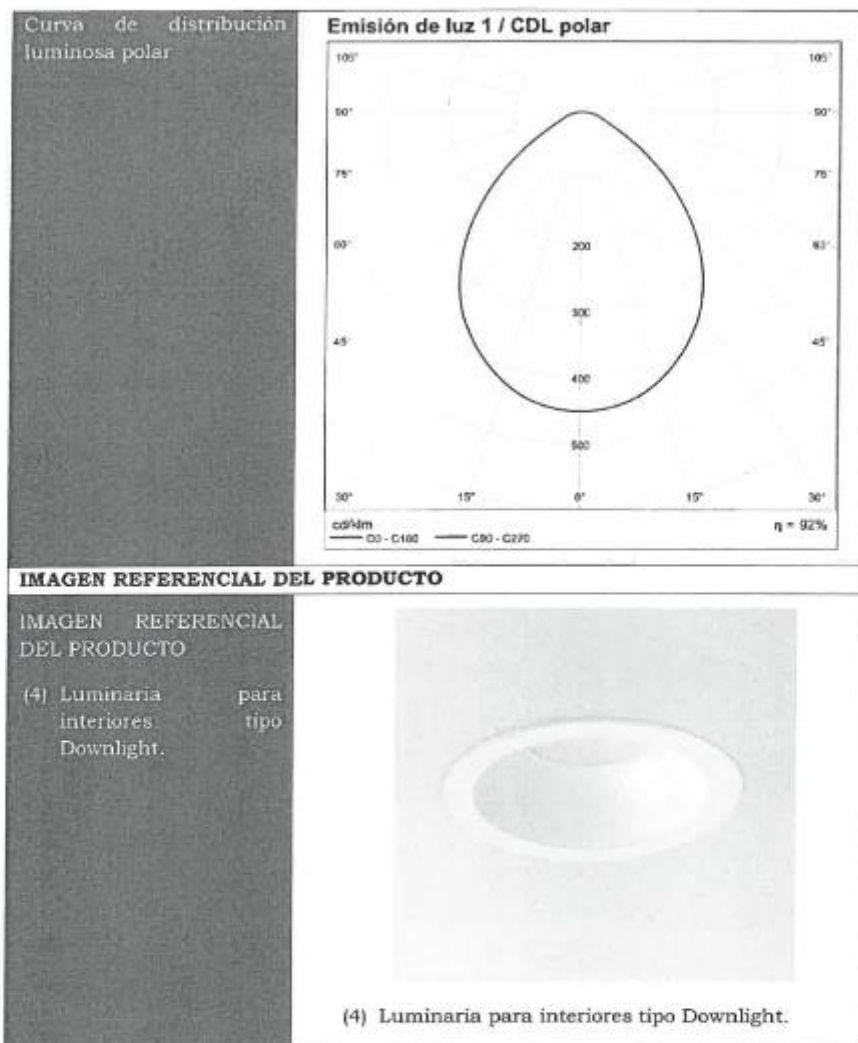 Curva de distribución
luminosa polar
Emisión de luz 1 / CDL polar
105° 105°
90° 90°
75° 75°
60° 60°
200
300
45° 45°
400
500
30° 15° 0° 15° 30°
cd/klm η = 92%
C0 - C180 C90 - C270
IMAGEN REFERENCIAL DEL PRODUCTO
IMAGEN REFERENCIAL
DEL PRODUCTO
(4) Luminaria para
interiores tipo
Downlight.
(4) Luminaria para interiores tipo Downlight.